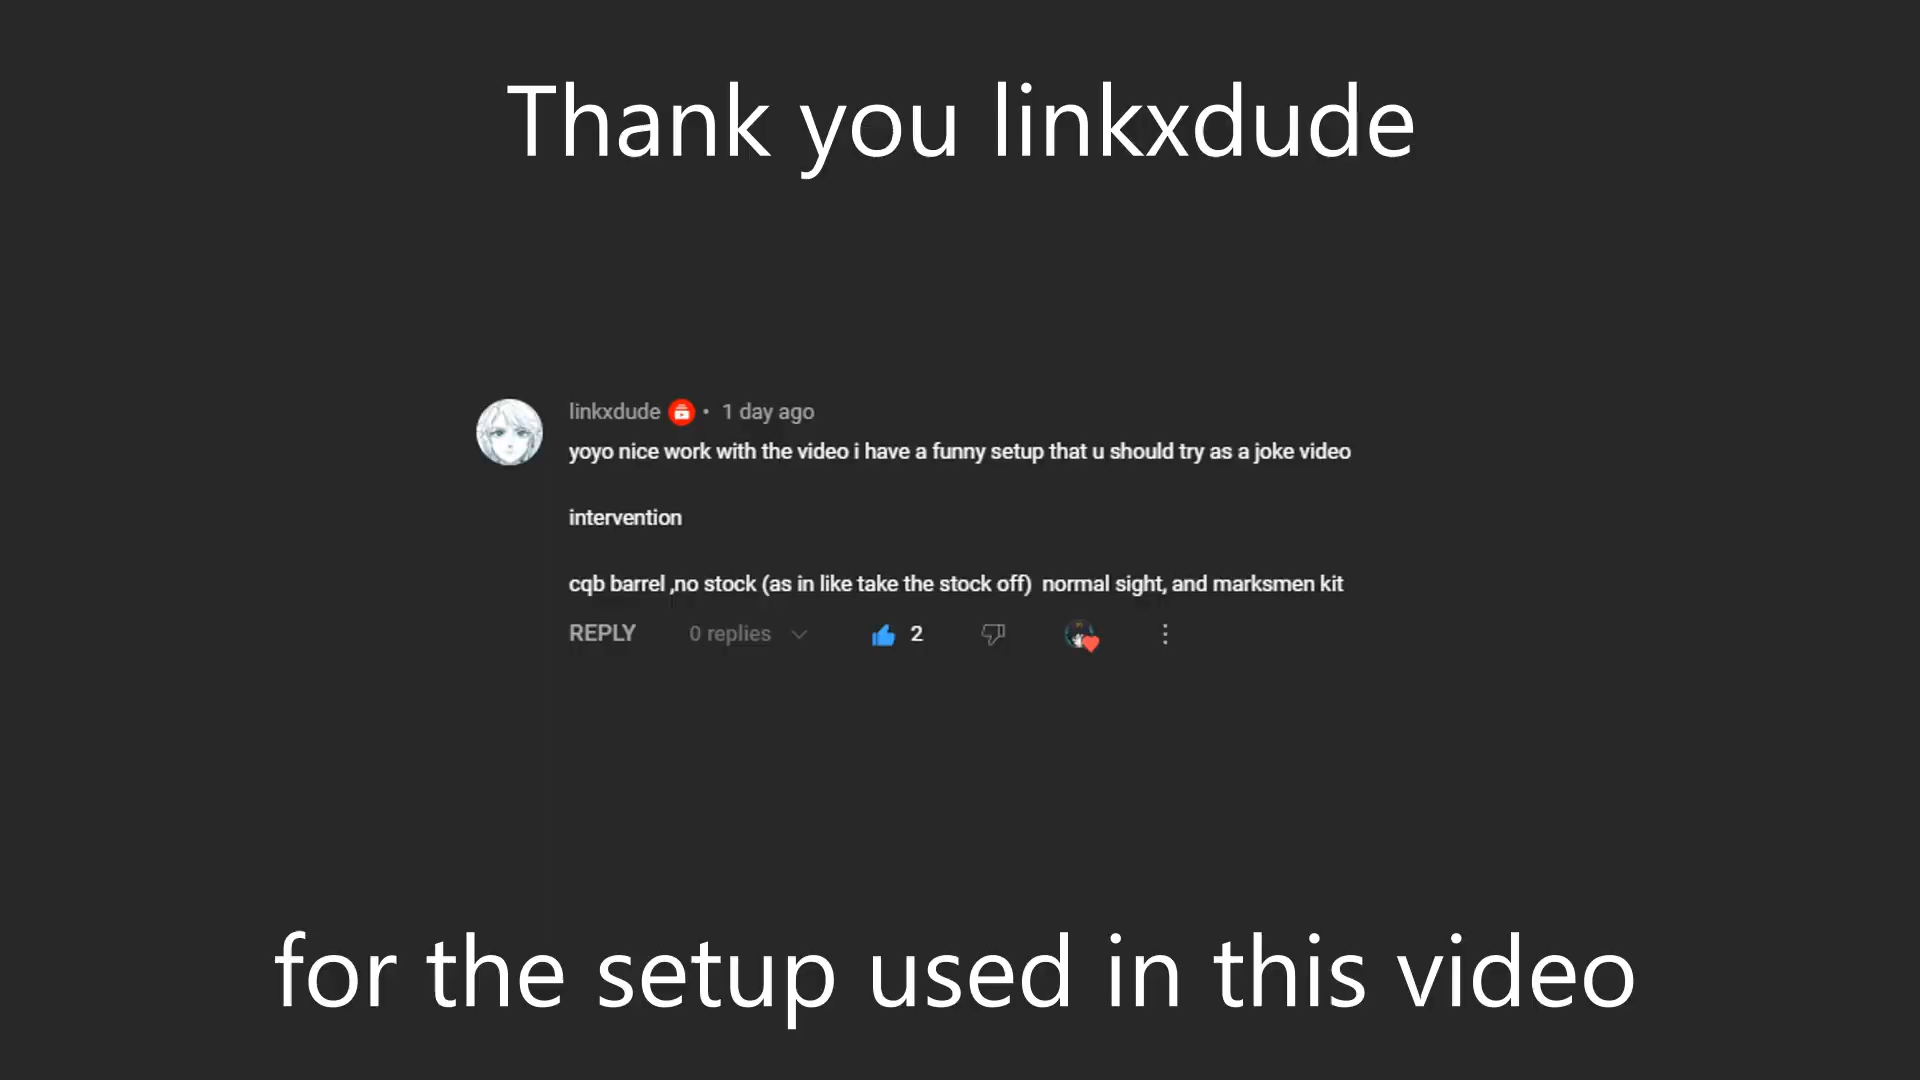 Thank you linkxdude
linkxdude • 1 day ago
yoyo nice work with the video i have a funny setup that u should try as a joke video
intervention
cqb barrel ,no stock (as in like take the stock off)  normal sight, and marksmen kit
REPLY 0 replies 2
for the setup used in this video